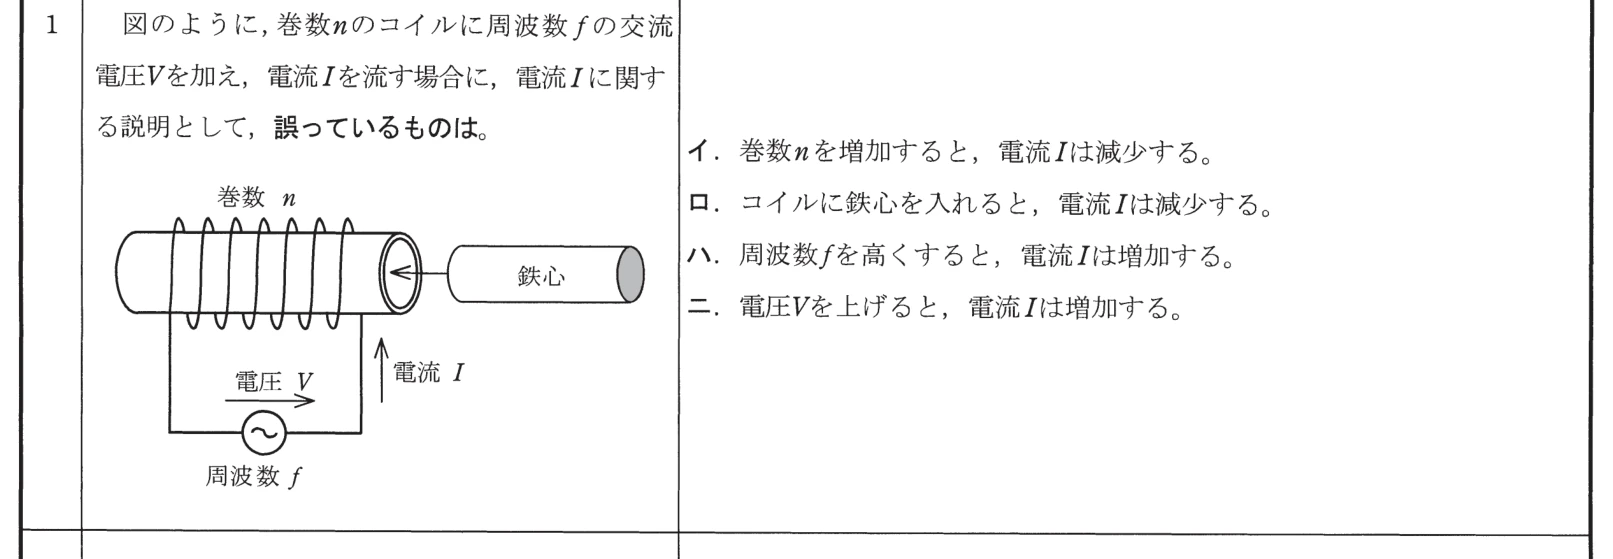 1
図のように, 巻数nのコイルに周波数 f の交流
電圧Vを加え，電流 I を流す場合に，電流 I に関す
る説明として，誤っているものは。
巻数 n
鉄心
電圧 V
電流 I
周波数 f
イ．巻数nを増加すると，電流 I は減少する。
ロ．コイルに鉄心を入れると，電流 I は減少する。
ハ．周波数fを高くすると，電流 I は増加する。
ニ．電圧Vを上げると，電流 I は増加する。